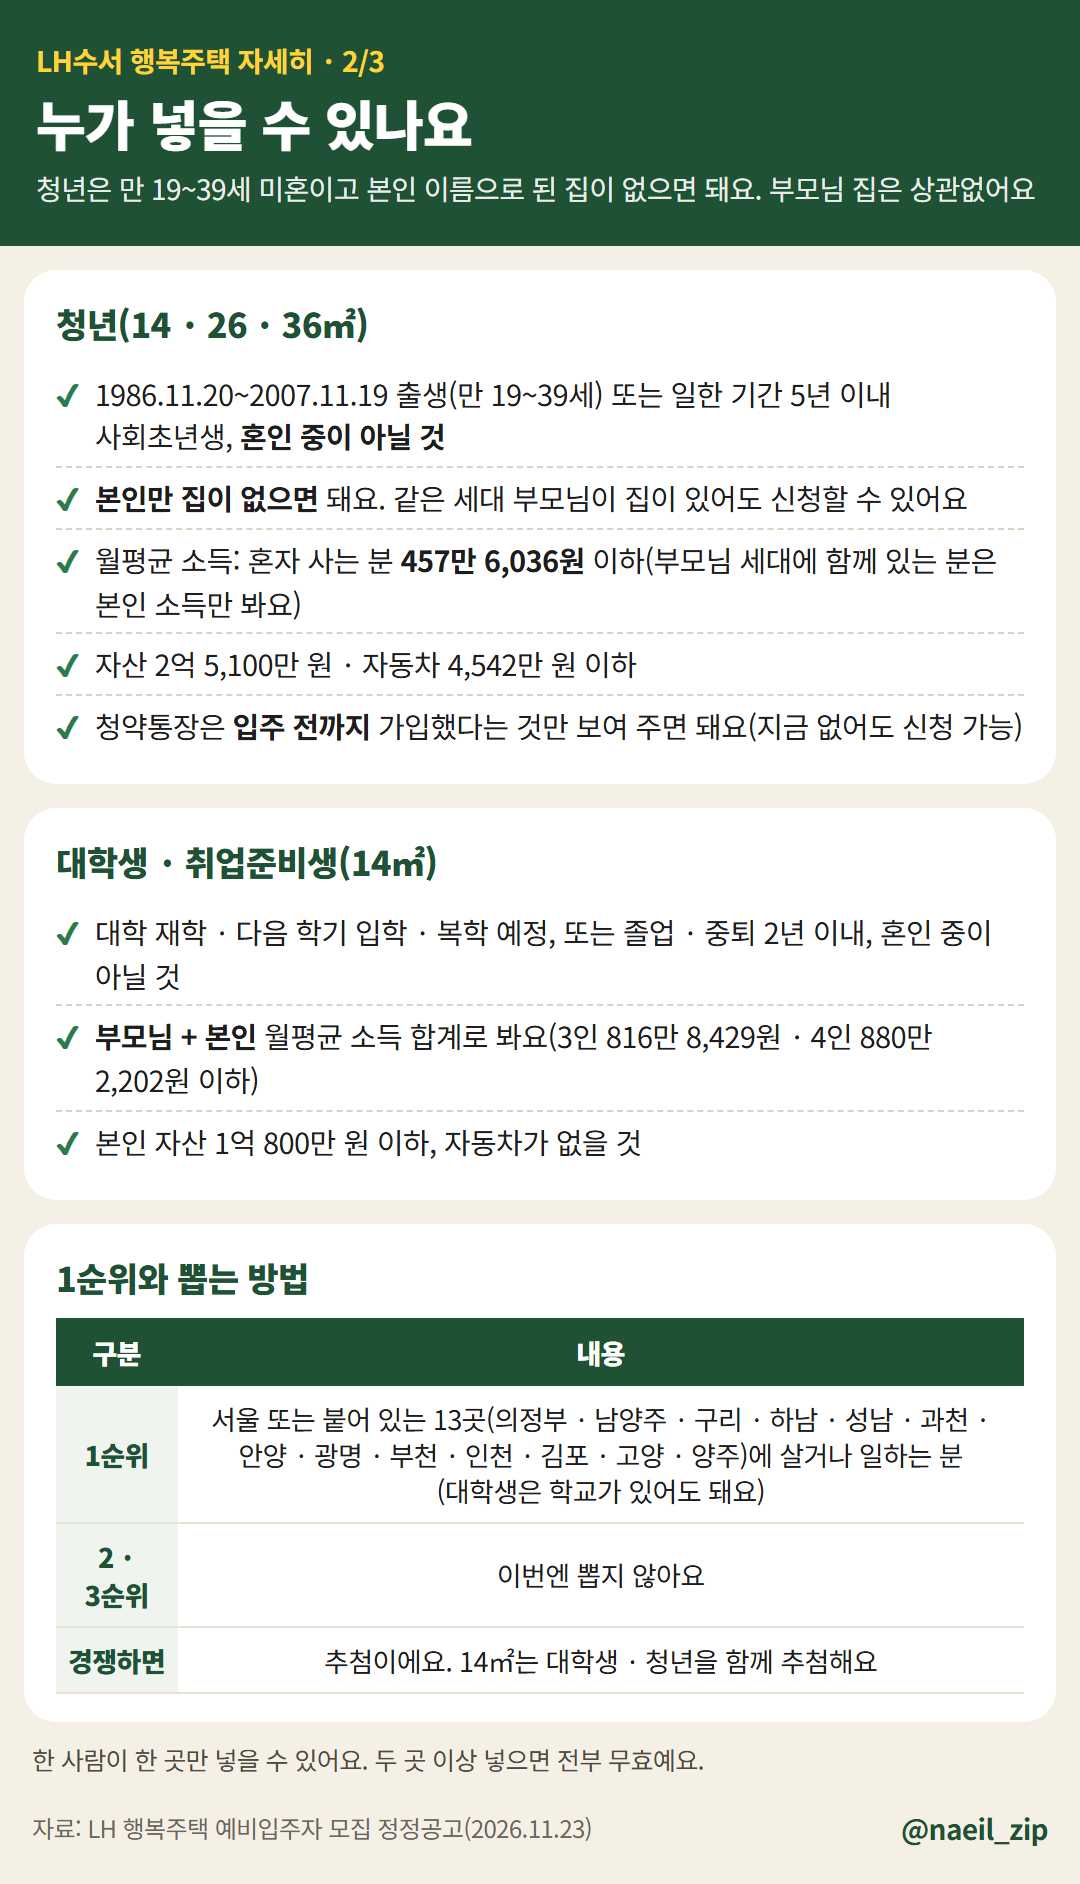 LH수서 행복주택 자세히 · 2/3
누가 넣을 수 있나요
청년은 만 19~39세 미혼이고 본인 이름으로 된 집이 없으면 돼요. 부모님 집은 상관없어요
청년(14 · 26 · 36㎡)
✔ 1986.11.20~2007.11.19 출생(만 19~39세) 또는 일한 기간 5년 이내
사회초년생, 혼인 중이 아닐 것
✔ 본인만 집이 없으면 돼요. 같은 세대 부모님이 집이 있어도 신청할 수 있어요
✔ 월평균 소득: 혼자 사는 분 457만 6,036원 이하(부모님 세대에 함께 있는 분은
본인 소득만 봐요)
✔ 자산 2억 5,100만 원 · 자동차 4,542만 원 이하
✔ 청약통장은 입주 전까지 가입했다는 것만 보여 주면 돼요(지금 없어도 신청 가능)
대학생 · 취업준비생(14㎡)
✔ 대학 재학 · 다음 학기 입학 · 복학 예정, 또는 졸업 · 중퇴 2년 이내, 혼인 중이
아닐 것
✔ 부모님 + 본인 월평균 소득 합계로 봐요(3인 816만 8,429원 · 4인 880만
2,202원 이하)
✔ 본인 자산 1억 800만 원 이하, 자동차가 없을 것
1순위와 뽑는 방법
구분 내용
1순위
서울 또는 붙어 있는 13곳(의정부 · 남양주 · 구리 · 하남 · 성남 · 과천 ·
안양 · 광명 · 부천 · 인천 · 김포 · 고양 · 양주)에 살거나 일하는 분
(대학생은 학교가 있어도 돼요)
2 ·
3순위
이번엔 뽑지 않아요
경쟁하면 추첨이에요. 14㎡는 대학생 · 청년을 함께 추첨해요
한 사람이 한 곳만 넣을 수 있어요. 두 곳 이상 넣으면 전부 무효예요.
자료: LH 행복주택 예비입주자 모집 정정공고(2026.11.23) @naeil_zip